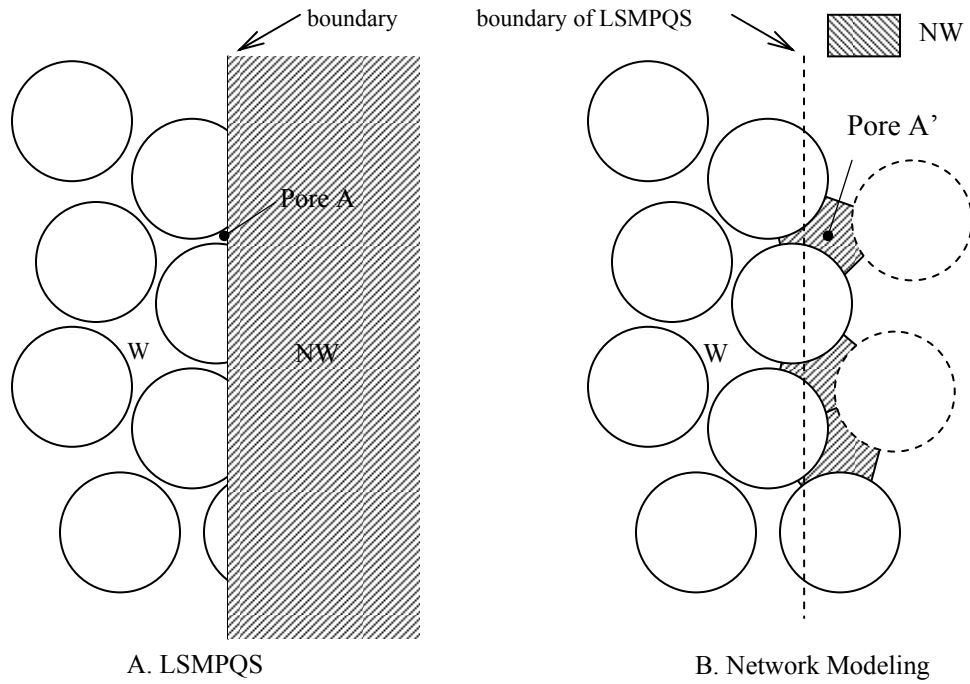 boundary
boundary of LSMPQS
NW
Pore A’
Pore A
W
NW
W
A. LSMPQS
B. Network Modeling